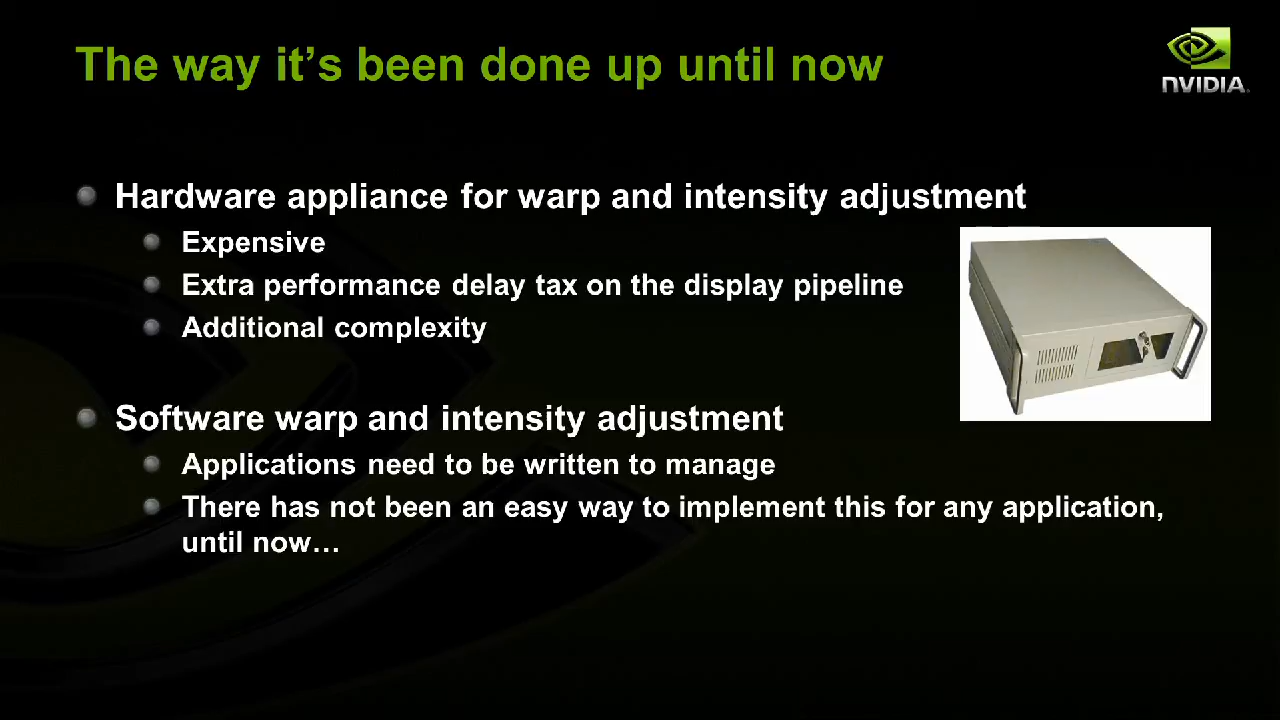 The way it’s been done up until now
NVIDIA
Hardware appliance for warp and intensity adjustment
Expensive
Extra performance delay tax on the display pipeline
Additional complexity
Software warp and intensity adjustment
Applications need to be written to manage
There has not been an easy way to implement this for any application,
until now…